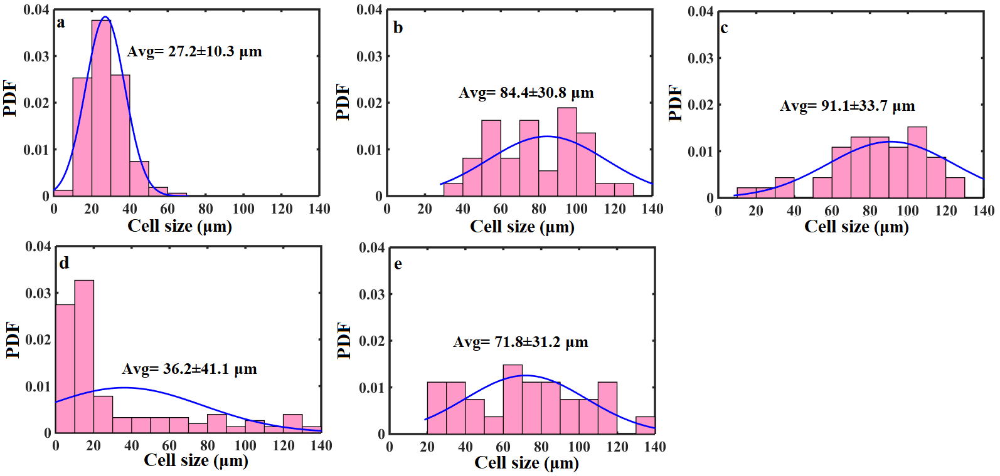 a
Avg= 27.2±10.3 μm
PDF
0.04
0.03
0.02
0.01
0
0 20 40 60 80 100 120 140
Cell size (μm)
b
Avg= 84.4±30.8 μm
PDF
0.04
0.03
0.02
0.01
0
0 20 40 60 80 100 120 140
Cell size (μm)
c
Avg= 91.1±33.7 μm
PDF
0.04
0.03
0.02
0.01
0
0 20 40 60 80 100 120 140
Cell size (μm)
d
Avg= 36.2±41.1 μm
PDF
0.04
0.03
0.02
0.01
0
0 20 40 60 80 100 120 140
Cell size (μm)
e
Avg= 71.8±31.2 μm
PDF
0.04
0.03
0.02
0.01
0
0 20 40 60 80 100 120 140
Cell size (μm)